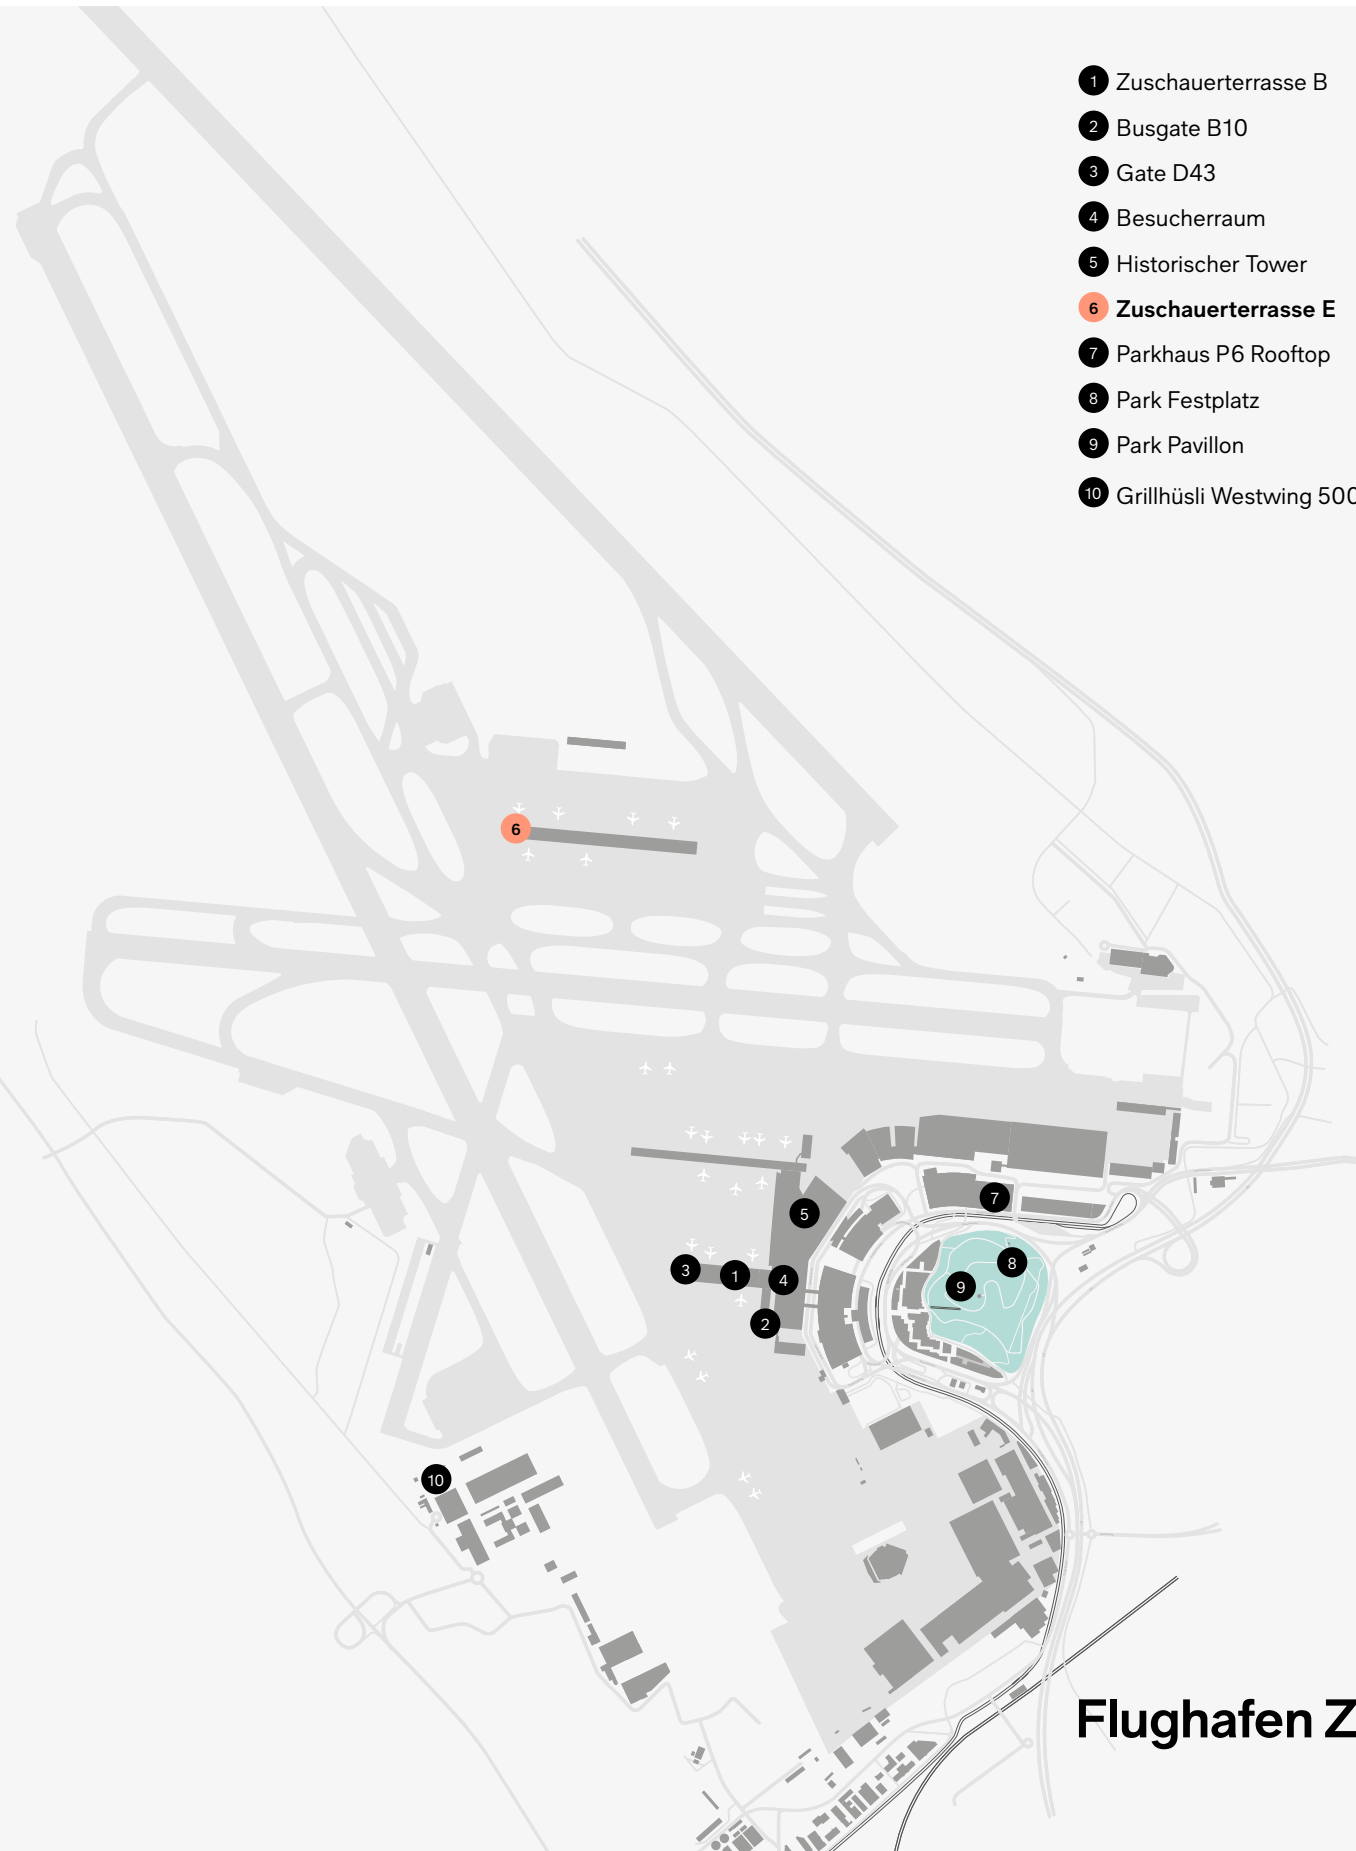 1 Zuschauerterrasse B
2 Busgate B10
3 Gate D43
4 Besucherraum
5 Historischer Tower
6 Zuschauerterrasse E
7 Parkhaus P6 Rooftop
8 Park Festplatz
9 Park Pavillon
10 Grillhüsli Westwing 500
6
7
5
8
3
1
4
9
2
10
Flughafen Z